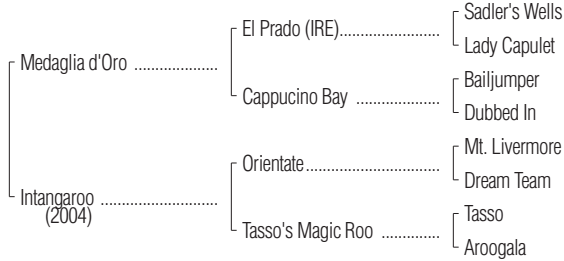 Sadler's Wells
El Prado (IRE)....................
Lady Capulet
Medaglia d'Oro ...................
Bailjumper
Cappucino Bay ................
Dubbed In
Mt. Livermore
Orientate..........................
Dream Team
Intangaroo ......................
(2004)
Tasso
Tasso's Magic Roo ...........
Aroogala